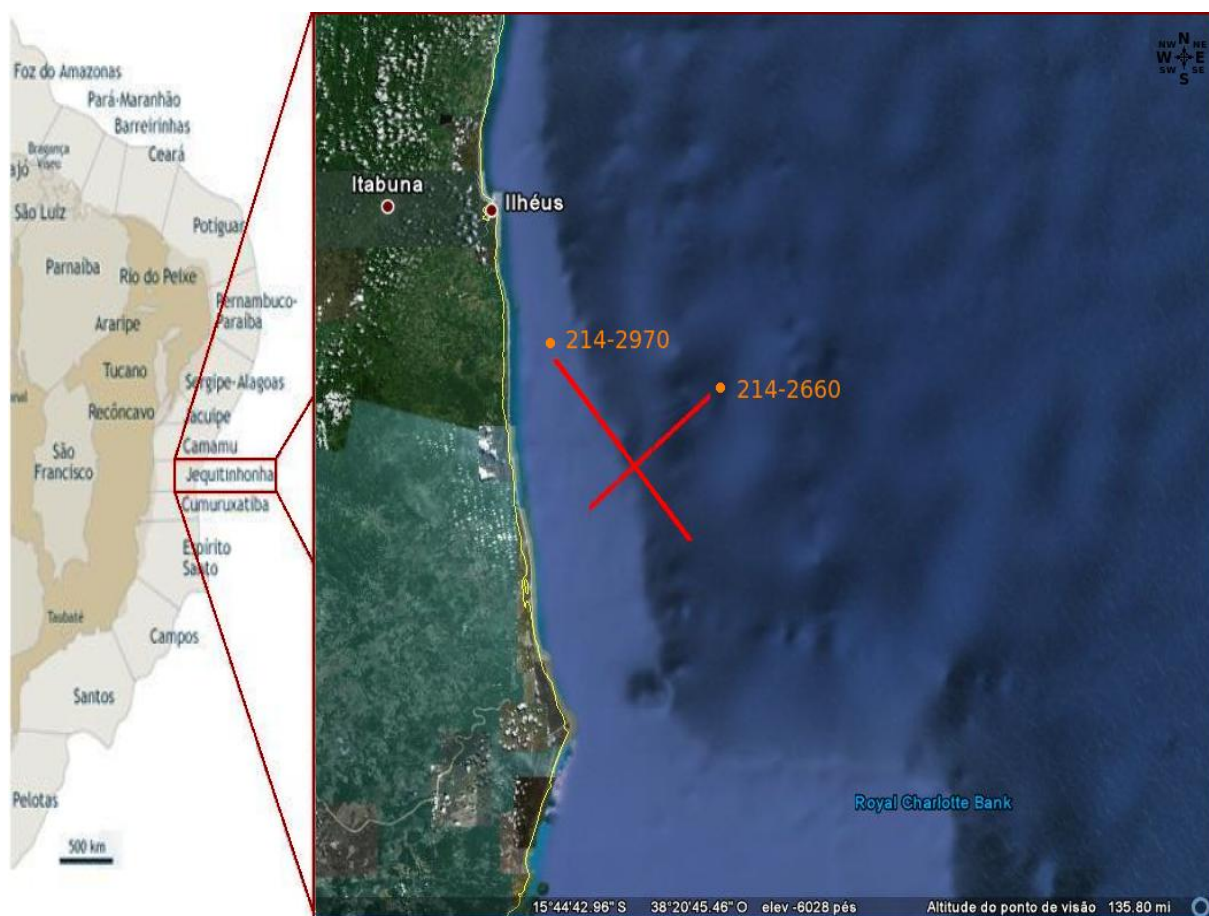 Foz do Amazonas
Pará-Maranhão
Barreirinhas
Ceará
Bragança
Viseu
ajó
São Luiz
Potiguar
Parnaíba
Rio do Peixe
Pernambuco-
Paraíba
Araripe
Tucano
Sergipe-Alagoas
Recôncavo
Jacuípe
Camamu
São
Francisco
Jequitinhonha
Cumuruxatiba
Espírito
Santo
Taubaté
Campos
Santos
Pelotas
500 km
N
NW NE
W E
SW SE
S
Itabuna
Ilhéus
214-2970
214-2660
Royal Charlotte Bank
15°44'42.96" S 38°20'45.46" O elev -6028 pés Altitude do ponto de visão 135.80 mi